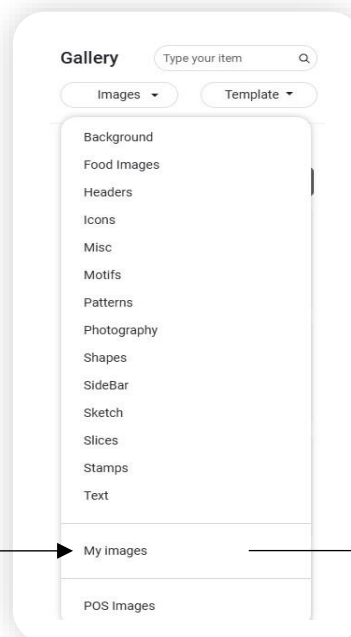 Gallery
Type your item
Images
Template
Background
Food Images
Headers
Icons
Misc
Motifs
Patterns
Photography
Shapes
SideBar
Sketch
Slices
Stamps
Text
My images
POS Images